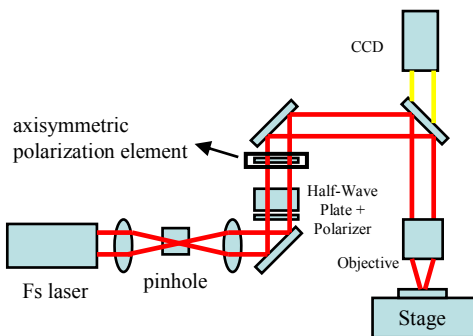 CCD
axisymmetric
polarization element
Half-Wave
Plate +
Polarizer
Fs laser
pinhole
Objective
Stage